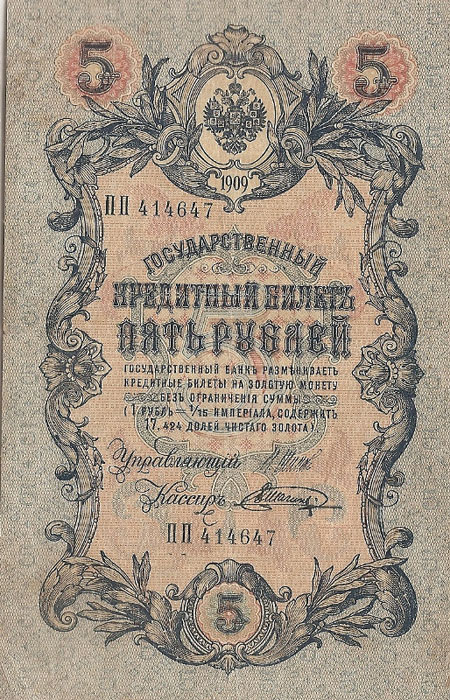 5 5
1909
ПП 414647
ГОСУДАРСТВЕННЫЙ
КРЕДИТНЫЙ БИЛЕТЪ
ПЯТЬ РУБЛЕЙ
ГОСУДАРСТВЕННЫЙ БАНКЪ РАЗМѢНИВАЕТЪ
КРЕДИТНЫЕ БИЛЕТЫ НА ЗОЛОТУЮ МОНЕТУ
БЕЗЪ ОГРАНИЧЕНІЯ СУММЫ
(1 РУБЛЬ = 1/15 ИМПЕРІАЛА, СОДЕРЖИТЪ
17,424 ДОЛЕЙ ЧИСТАГО ЗОЛОТА).
Управляющій
Кассиръ
ПП 414647
5